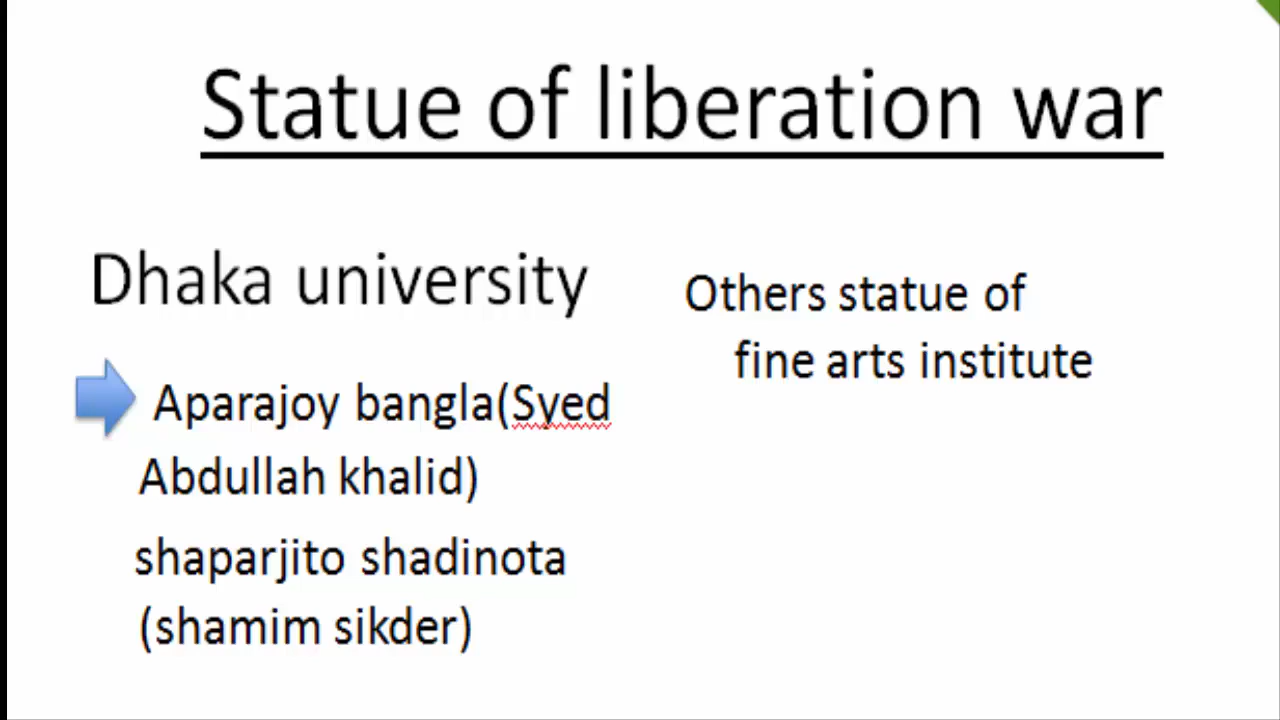 Statue of liberation war
Dhaka university
Aparajoy bangla(Syed
Abdullah khalid)
shaparjito shadinota
(shamim sikder)
Others statue of
fine arts institute